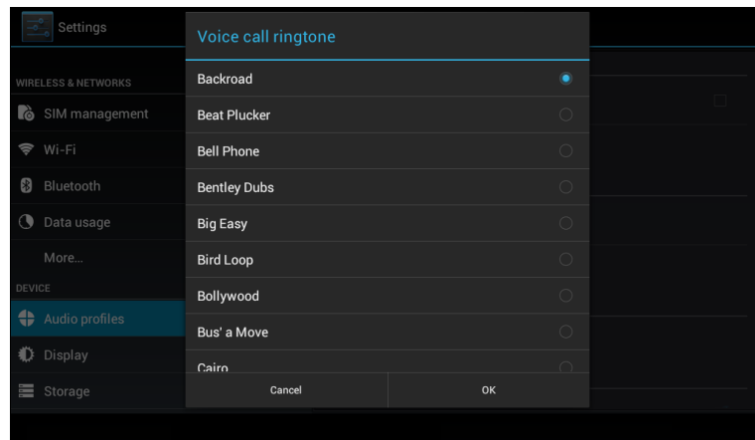 Settings
WIRELESS & NETWORKS
SIM management
Wi-Fi
Bluetooth
Data usage
More...
DEVICE
Audio profiles
Display
Storage
Voice call ringtone
Backroad
Beat Plucker
Bell Phone
Bentley Dubs
Big Easy
Bird Loop
Bollywood
Bus' a Move
Cairo
Cancel
OK